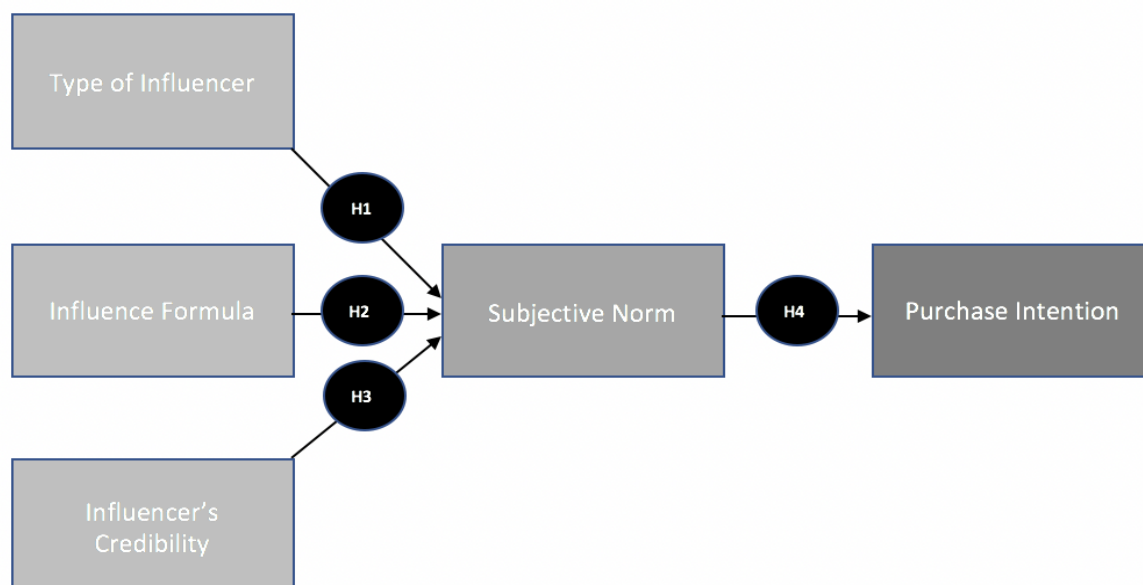 Type of Influencer
H1
Influence Formula
H2
Subjective Norm
H4
Purchase Intention
H3
Influencer’s
Credibility